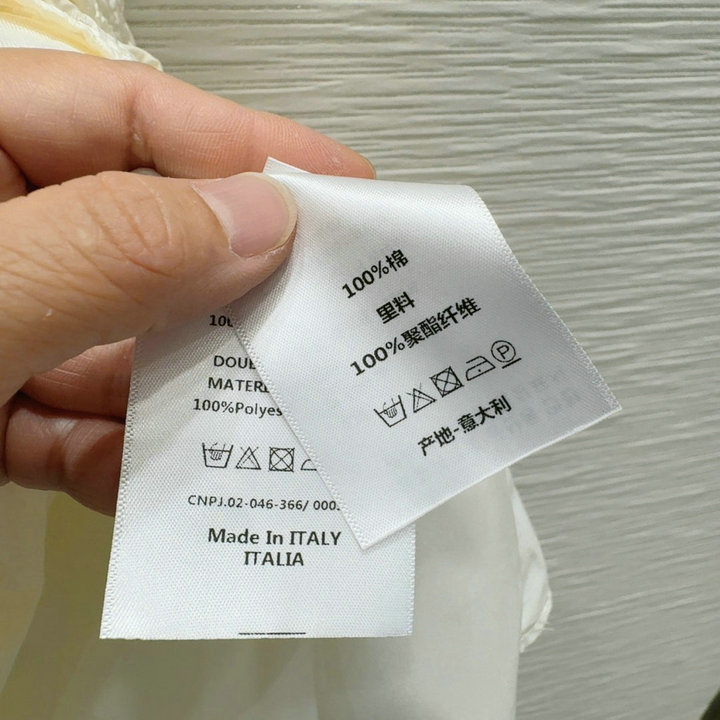 100%棉
里料
100%聚酯纤维
P
产地-意大利
100%Polyes
CNPJ.02-046-366/
Made In ITALY
ITALIA